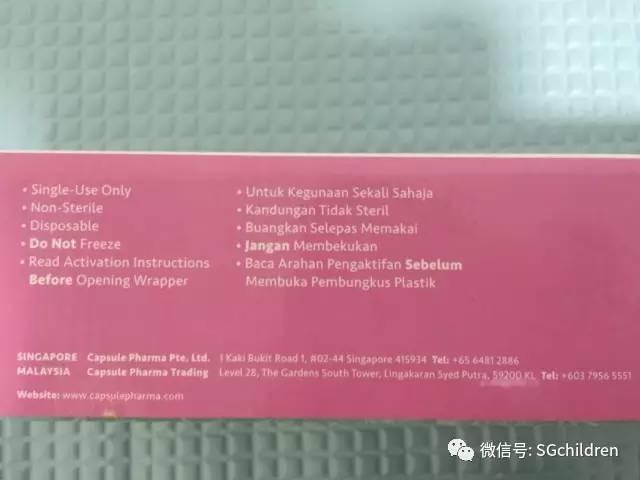 • Single-Use Only
• Non-Sterile
• Disposable
• Do Not Freeze
• Read Activation Instructions
Before Opening Wrapper
• Untuk Kegunaan Sekali Sahaja
• Kandungan Tidak Steril
• Buangkan Selepas Memakai
• Jangan Membekukan
• Baca Arahan Pengaktifan Sebelum
Membuka Pembungkus Plastik
SINGAPORE Capsule Pharma Pte. Ltd. 1 Kaki Bukit Road 1, #02-44 Singapore 415934 Tel: +65 6481 2886
MALAYSIA Capsule Pharma Trading Level 28, The Gardens South Tower, Lingakaran Syed Putra, 59200 KL Tel: +603 7956 5551
Website: www.capsulepharma.com
微信号: SGchildren